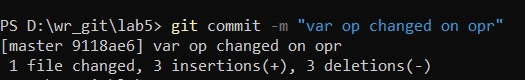 PS D:\wr_git\lab5> git commit -m "var op changed on opr"
[master 9118ae6] var op changed on opr
 1 file changed, 3 insertions(+), 3 deletions(-)